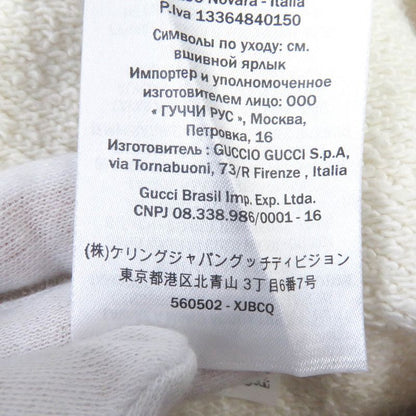 Novara - Italia
P.Iva 13364840150
Символы по уходу: см.
вшивной ярлык
Импортер и уполномоченное
изготовителем лицо: ООО
« ГУЧЧИ РУС », Москва,
Петровка, 16
Изготовитель : GUCCIO GUCCI S.p.A,
via Tornabuoni, 73/R Firenze , Italia
Gucci Brasil Imp. Exp. Ltda.
CNPJ 08.338.986/0001 - 16
(株)ケリングジャパングッチディビジョン
東京都港区北青山 3丁目6番7号
560502 - XJBCQ